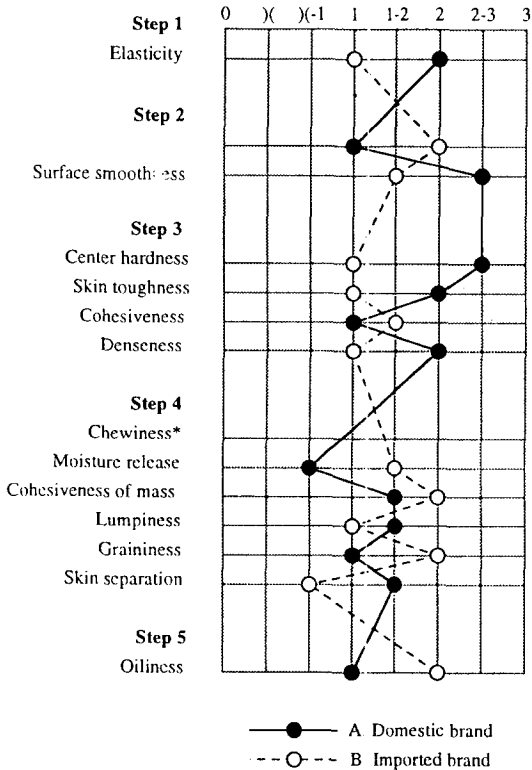 0 )( )(-1 1 1-2 2 2-3 3
Step 1
Elasticity
Step 2
Surface smooth
Step 3
Center hardness
Skin toughness
Cohesiveness
Denseness
Step 4
Chewiness*
Moisture release
Cohesiveness of mass
Lumpiness
Graininess
Skin separation
Step 5
Oiliness
A Domestic brand
B Imported brand